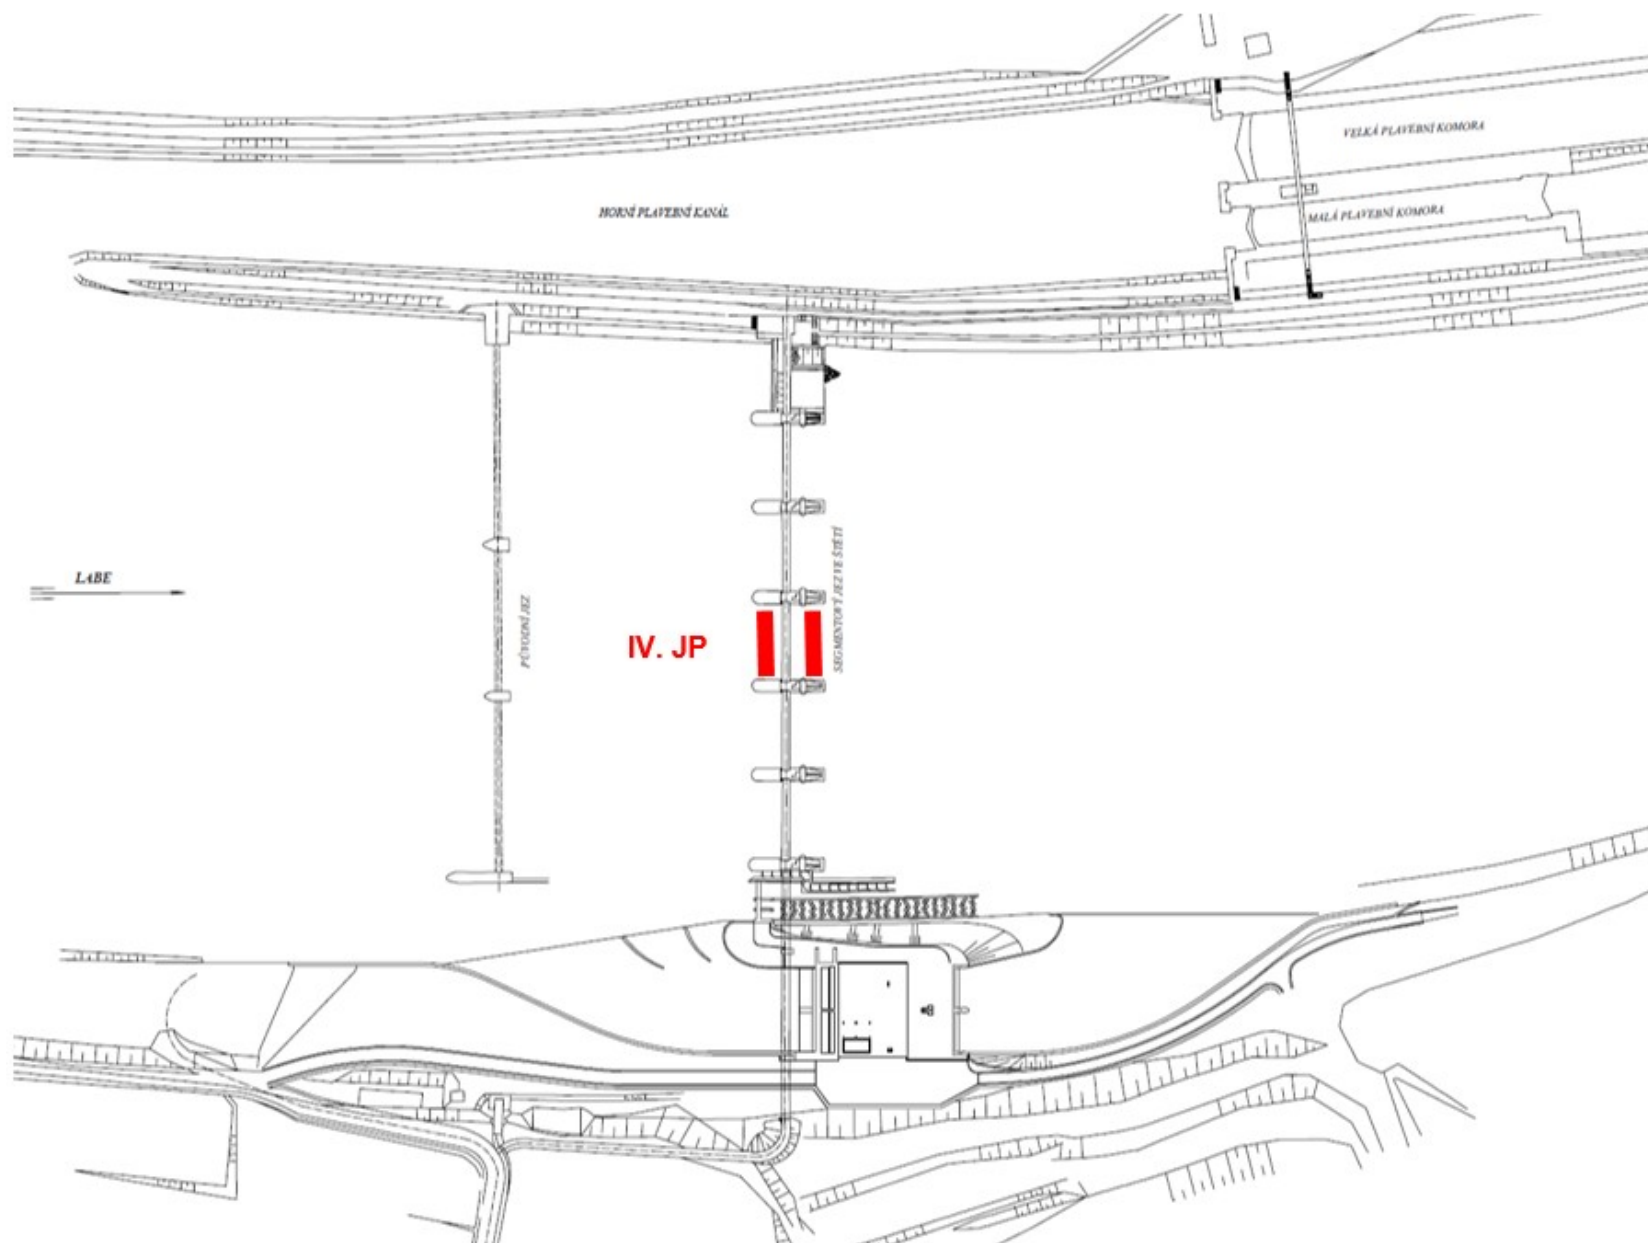 VELKÁ PLAVEBNÍ KOMORA
HORNÍ PLAVEBNÍ KANÁL
MALÁ PLAVEBNÍ KOMORA
LABE
PŮVODNÍ JEZ
IV. JP
SEGMENTOVÝ JEZ VE ŠTĚTÍ